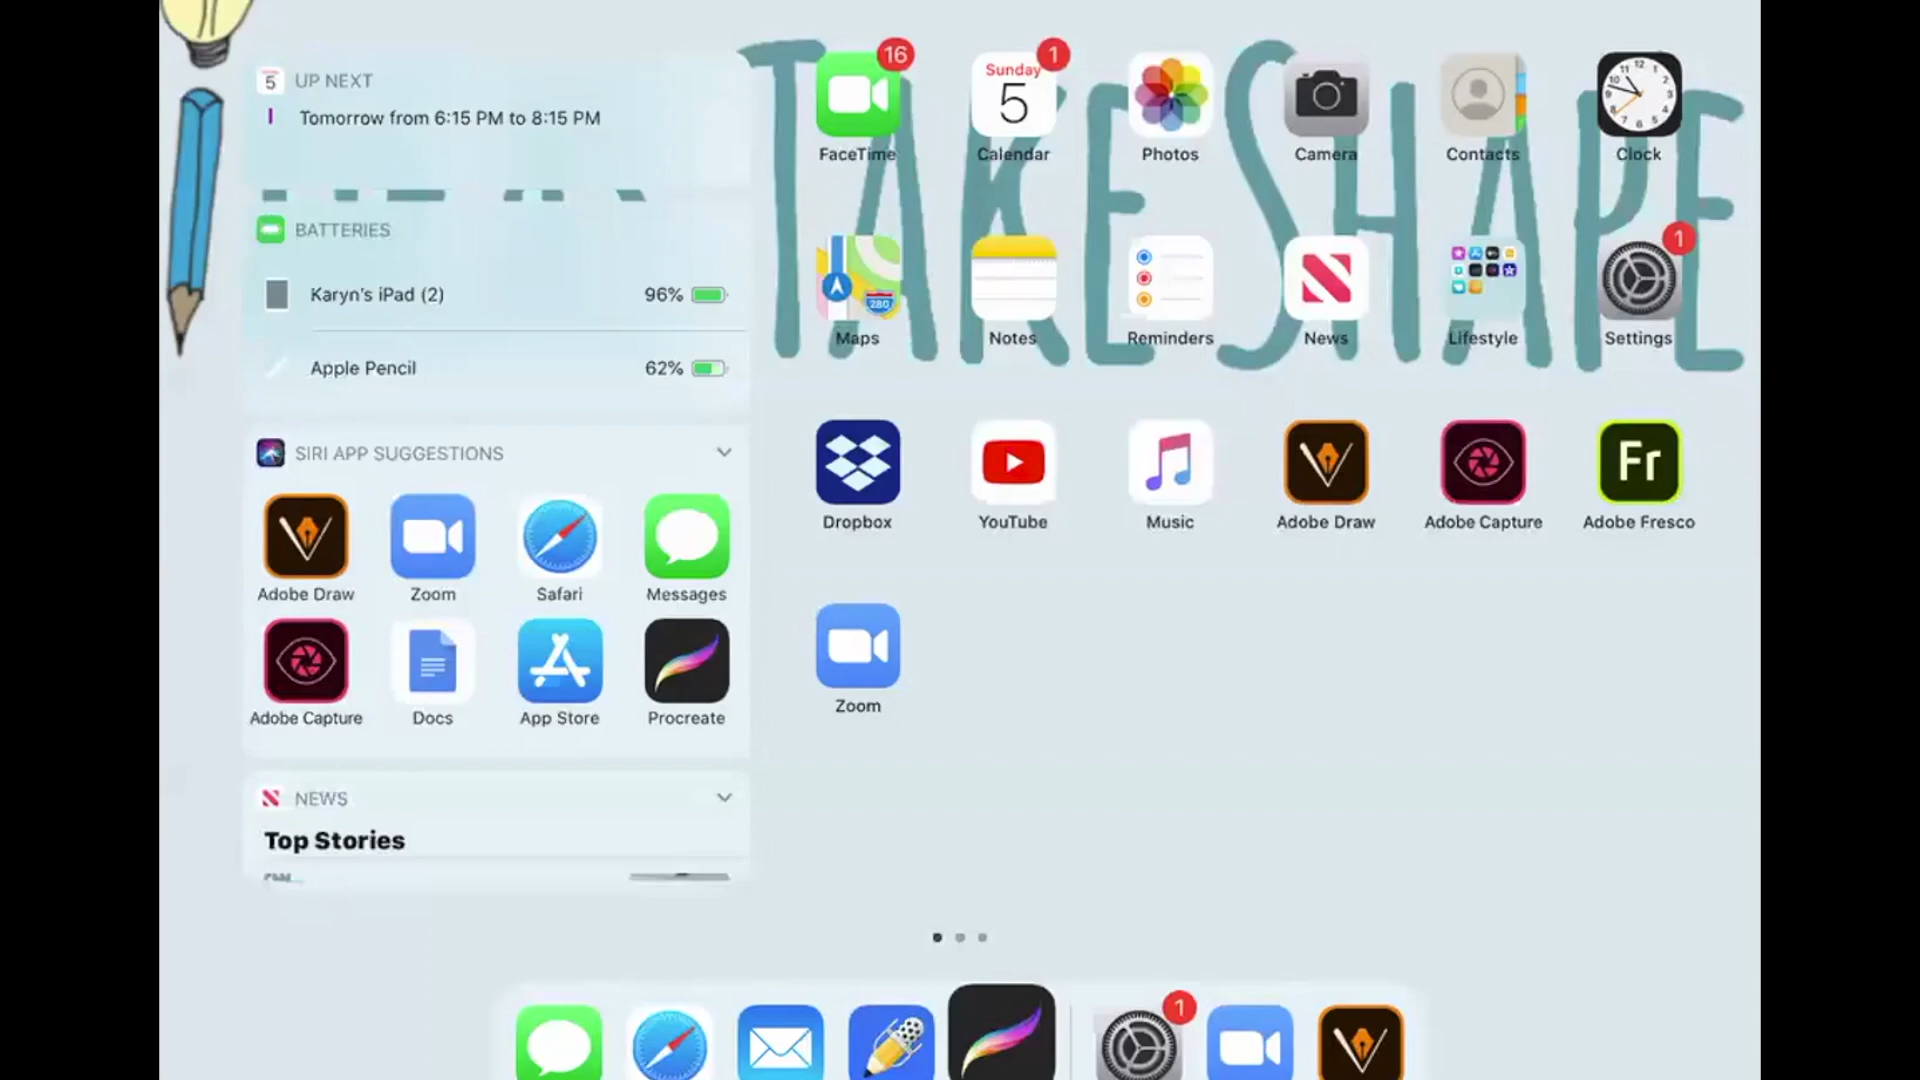 TAKE SHAPE
5 UP NEXT
Tomorrow from 6:15 PM to 8:15 PM
BATTERIES
Karyn's iPad (2) 96%
Apple Pencil 62%
SIRI APP SUGGESTIONS
Adobe Draw Zoom Safari Messages
Adobe Capture Docs App Store Procreate
NEWS
Top Stories
16 1
Sunday
5
FaceTime Calendar Photos Camera Contacts Clock
280
1
Maps Notes Reminders News Lifestyle Settings
Fr
Dropbox YouTube Music Adobe Draw Adobe Capture Adobe Fresco
Zoom
1